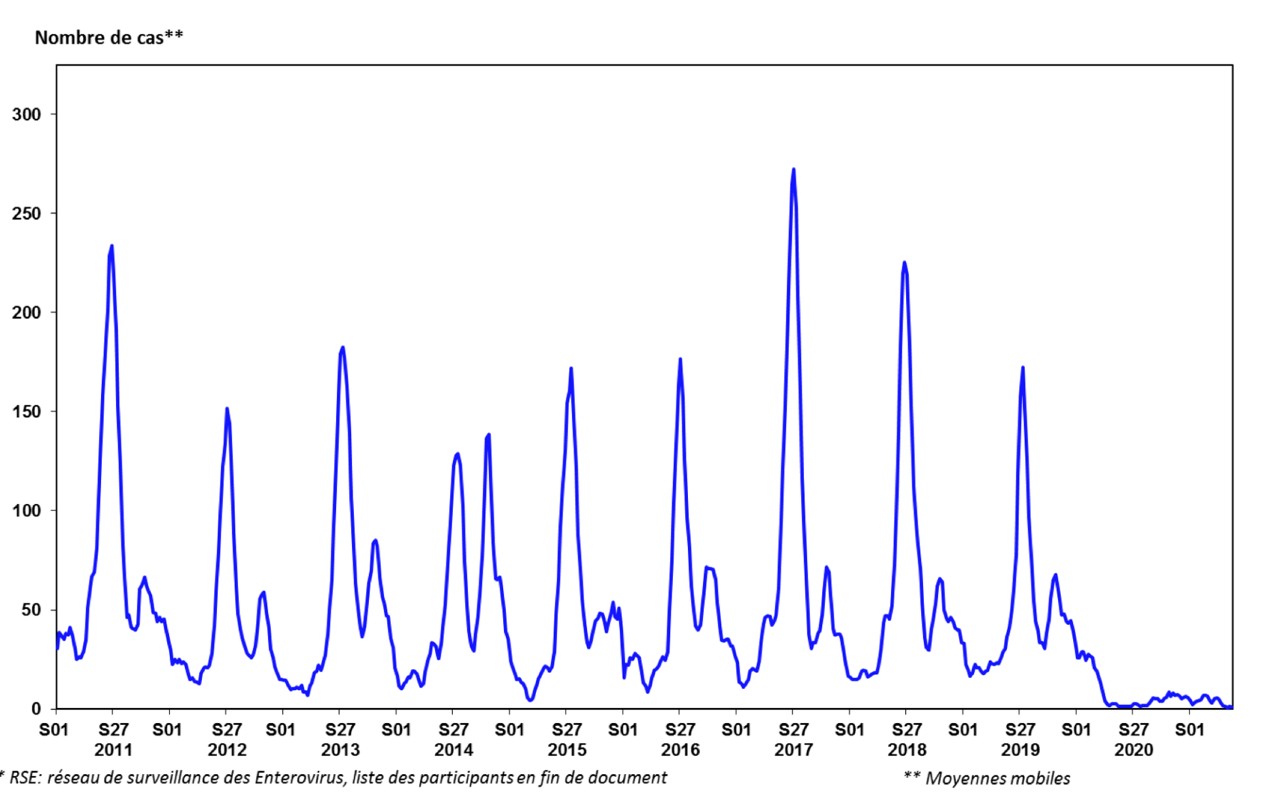 Nombre de cas**
300
250
200
150
100
50
0
S01 S27 S01 S27 S01 S27 S01 S27 S01 S27 S01 S27 S01 S27 S01 S27 S01 S27 S01 S27 S01
2011 2012 2013 2014 2015 2016 2017 2018 2019 2020
* RSE: réseau de surveillance des Enterovirus, liste des participants en fin de document ** Moyennes mobiles